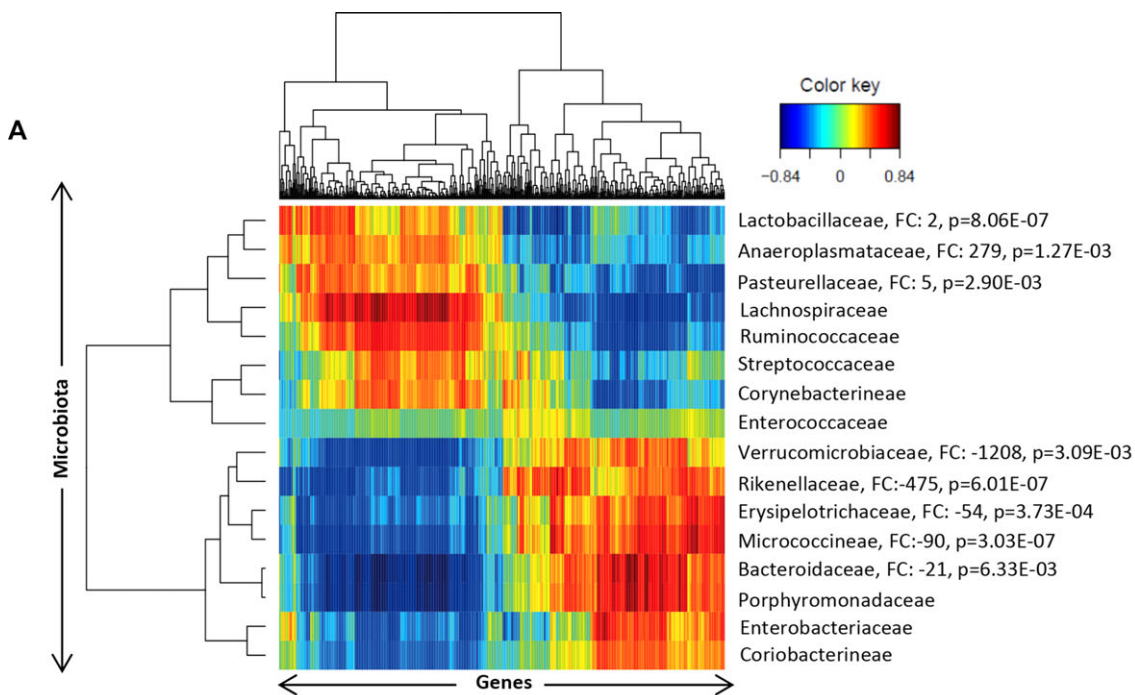 A
Color key
−0.84 0 0.84
Microbiota
Lactobacillaceae, FC: 2, p=8.06E-07
Anaeroplasmataceae, FC: 279, p=1.27E-03
Pasteurellaceae, FC: 5, p=2.90E-03
Lachnospiraceae
Ruminococcaceae
Streptococcaceae
Corynebacterineae
Enterococcaceae
Verrucomicrobiaceae, FC: -1208, p=3.09E-03
Rikenellaceae, FC:-475, p=6.01E-07
Erysipelotrichaceae, FC: -54, p=3.73E-04
Micrococcineae, FC:-90, p=3.03E-07
Bacteroidaceae, FC: -21, p=6.33E-03
Porphyromonadaceae
Enterobacteriaceae
Coriobacterineae
Genes